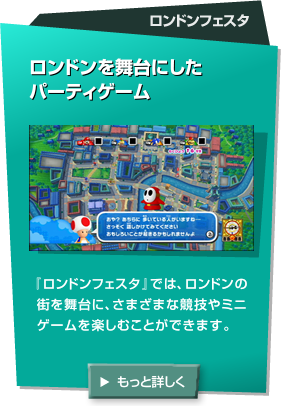 ロンドンフェスタ
ロンドンを舞台にした
パーティゲーム
おや？ あちらに 浮いている人がいますね…
さっそく 話しかけてみてください
おもしろいことが起きるかもしれませんよ
『ロンドンフェスタ』では、ロンドンの
街を舞台に、さまざまな競技やミニ
ゲームを楽しむことができます。
もっと詳しく